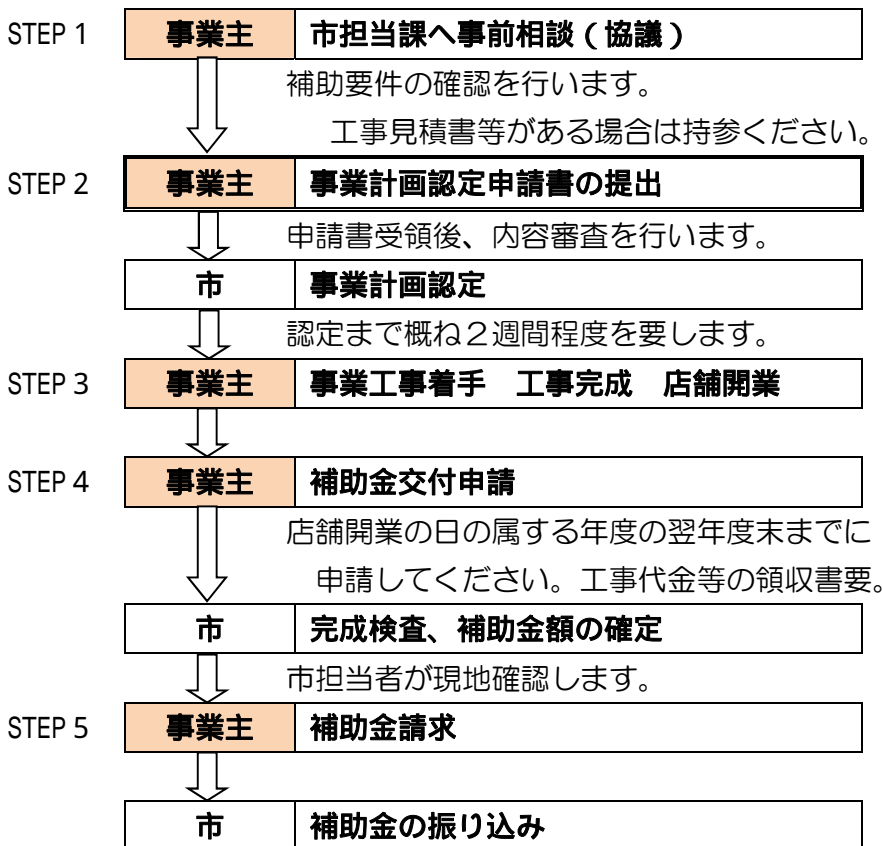 STEP 1 事業主 市担当課へ事前相談(協議)
補助要件の確認を行います。
工事見積書等がある場合は持参ください。
STEP 2 事業主 事業計画認定申請書の提出
申請書受領後、内容審査を行います。
市 事業計画認定
認定まで概ね2週間程度を要します。
STEP 3 事業主 事業工事着手 工事完成 店舗開業
STEP 4 事業主 補助金交付申請
店舗開業の日の属する年度の翌年度末までに
申請してください。工事代金等の領収書要。
市 完成検査、補助金額の確定
市担当者が現地確認します。
STEP 5 事業主 補助金請求
市 補助金の振り込み